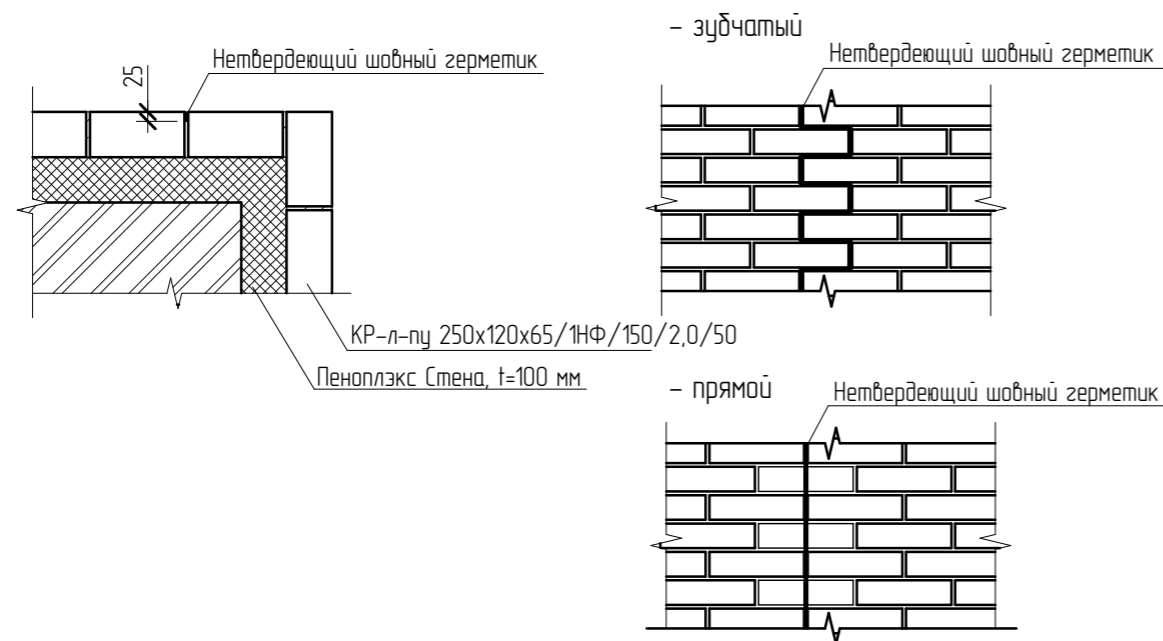 Нетвердеющий шовный герметик
25
КР-л-пу 250х120х65/1НФ/150/2,0/50
Пеноплэкс Стена, t=100 мм
- зубчатый
Нетвердеющий шовный герметик
- прямой
Нетвердеющий шовный герметик